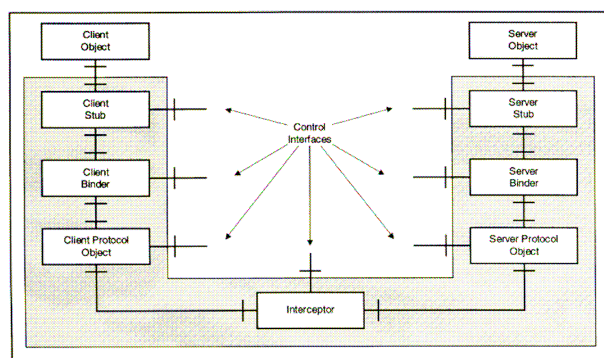 Client
Object
Server
Object
Client
Stub
Control
Interfaces
Server
Stub
Client
Binder
Server
Binder
Client Protocol
Object
Server Protocol
Object
Interceptor